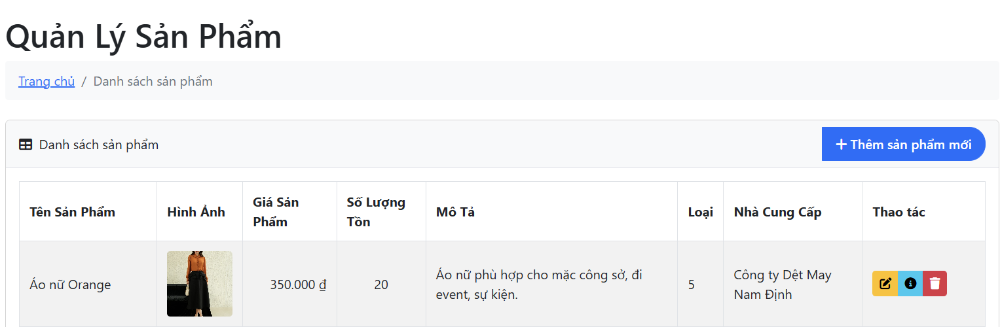 Quản Lý Sản Phẩm
Trang chủ / Danh sách sản phẩm
Danh sách sản phẩm
Thêm sản phẩm mới
Tên Sản Phẩm
Hình Ảnh
Giá Sản
Phẩm
Số Lượng
Tồn
Mô Tả
Loại
Nhà Cung Cấp
Thao tác
Áo nữ Orange
350.000 ₫
20
Áo nữ phù hợp cho mặc công sở, đi
event, sự kiện.
5
Công ty Dệt May
Nam Định